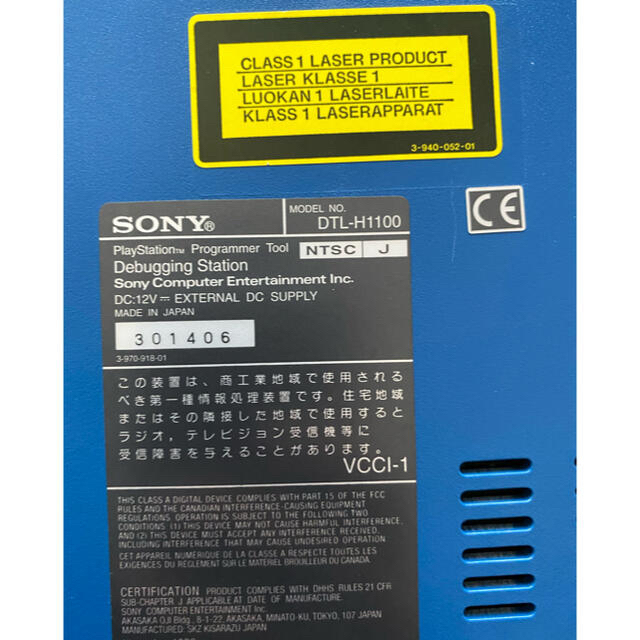 CLASS 1 LASER PRODUCT
LASER KLASSE 1
LUOKAN 1 LASERLAITE
KLASS 1 LASERAPPARAT
3-940-052-01
CE
SONY®
MODEL NO.
DTL-H1100
PlayStation™ Programmer Tool NTSC J
Debugging Station
Sony Computer Entertainment Inc.
DC:12V⎓ EXTERNAL DC SUPPLY
MADE IN JAPAN
301406
3-970-918-01
この装置は、商工業地域で使用される
べき第一種情報処理装置です。住宅地域
またはその隣接した地域で使用すると
ラジオ，テレビジョン受信機等に
受信障害を与えることがあります。
VCCI-1
THIS CLASS A DIGITAL DEVICE COMPLIES WITH PART 15 OF THE FCC
RULES AND THE CANADIAN INTERFERENCE-CAUSING EQUIPMENT
REGULATIONS. OPERATION IS SUBJECT TO THE FOLLOWING TWO
CONDITIONS: (1) THIS DEVICE MAY NOT CAUSE HARMFUL INTERFERENCE,
AND (2) THIS DEVICE MUST ACCEPT ANY INTERFERENCE RECEIVED,
INCLUDING INTERFERENCE THAT MAY CAUSE UNDESIRED OPERATION.
CET APPAREIL NUMÉRIQUE DE LA CLASSE A RESPECTE TOUTES LES
EXIGENCES DU RÈGLEMENT SUR LE MATÉRIEL BROUILLEUR DU CANADA.
CERTIFICATION PRODUCT COMPLIES WITH DHHS RULES 21 CFR
SUB-CHAPTER J APPLICABLE AT DATE OF MANUFACTURE.
SONY COMPUTER ENTERTAINMENT INC.
AKASAKA OJI Bldg., 8-1-22, AKASAKA, MINATO-KU, TOKYO, 107 JAPAN
MANUFACTURED: SKZ KISARAZU JAPAN